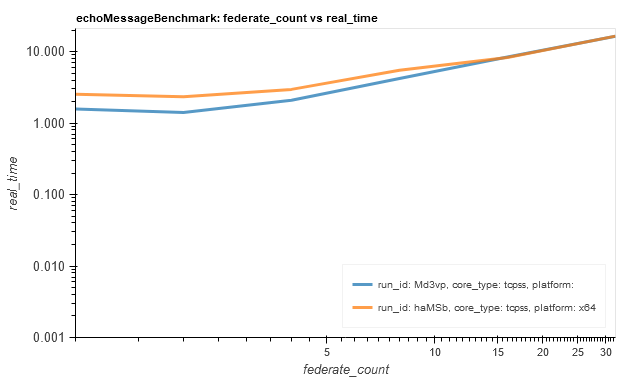 echoMessageBenchmark: federate_count vs real_time
10.000
1.000
0.100
0.010
0.001
real_time
run_id: Md3vp, core_type: tcpss, platform:
run_id: haMSb, core_type: tcpss, platform: x64
5 10 15 20 25 30
federate_count